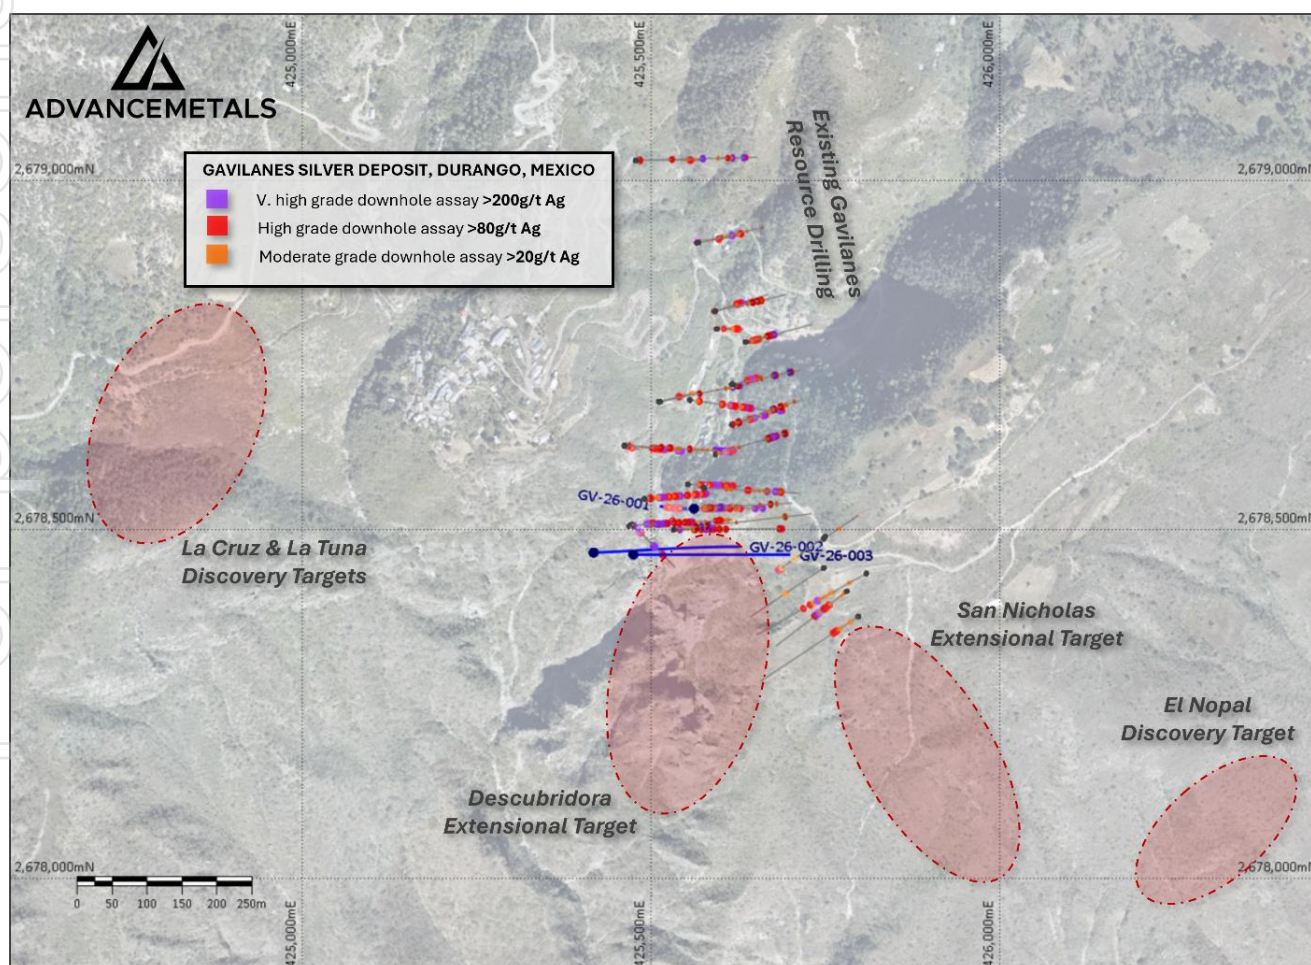 ADVANCEMETALS
425,000mE
425,500mE
426,000mE
2,679,000mN
2,679,000mN
GAVILANES SILVER DEPOSIT, DURANGO, MEXICO
V. high grade downhole assay >200g/t Ag
High grade downhole assay >80g/t Ag
Moderate grade downhole assay >20g/t Ag
Existing Gavilanes
Resource Drilling
GV-26-001
2,678,500mN
2,678,500mN
GV-26-002
GV-26-003
La Cruz & La Tuna
Discovery Targets
San Nicholas
Extensional Target
El Nopal
Discovery Target
Descubridora
Extensional Target
2,678,000mN
2,678,000mN
0 50 100 150 200 250m
425,000mE
425,500mE
426,000mE